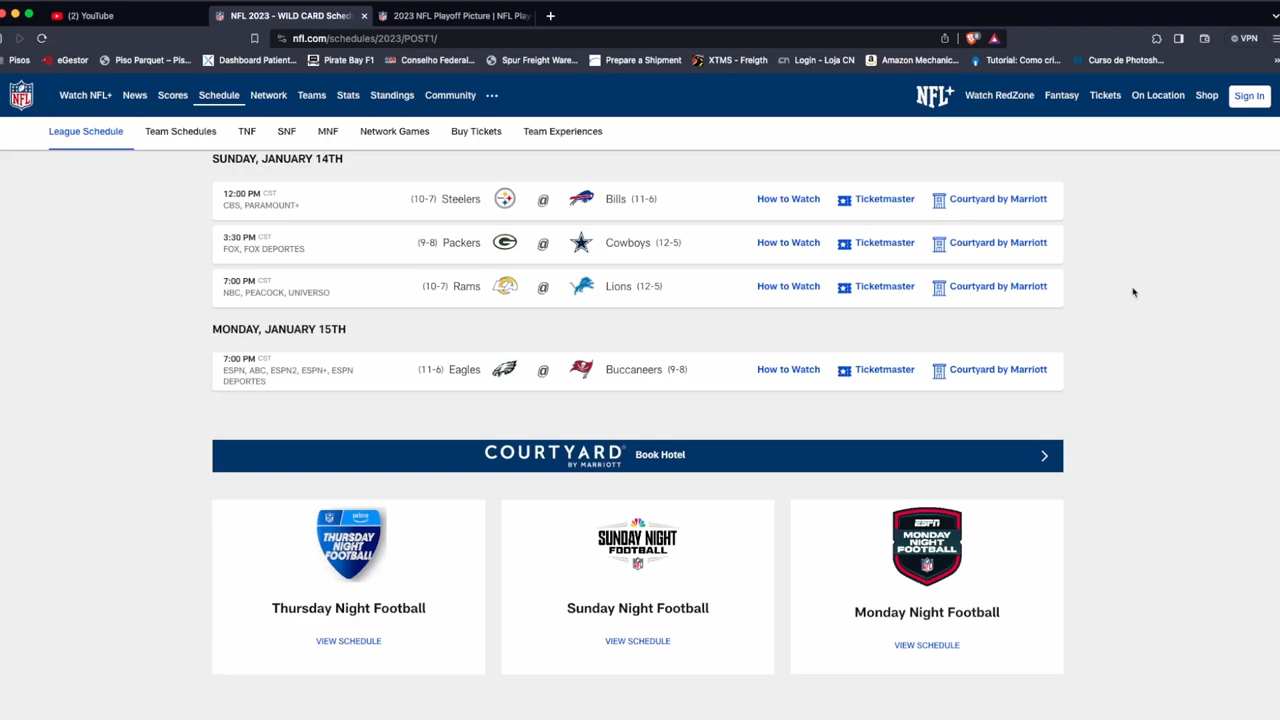 (2) YouTube
NFL 2023 - WILD CARD Sched
2023 NFL Playoff Picture | NFL Play
nfl.com/schedules/2023/POST1/
VPN
Pisos
eGestor
Piso Parquet – Pis...
Dashboard Patient...
Pirate Bay F1
Conselho Federal...
Spur Freight Ware...
Prepare a Shipment
XTMS - Freigth
Login - Loja CN
Amazon Mechanic...
Tutorial: Como cri...
Curso de Photosh...
NFL
Watch NFL+
News
Scores
Schedule
Network
Teams
Stats
Standings
Community
NFL+
Watch RedZone
Fantasy
Tickets
On Location
Shop
Sign In
League Schedule
Team Schedules
TNF
SNF
MNF
Network Games
Buy Tickets
Team Experiences
SUNDAY, JANUARY 14TH
12:00 PM CST
CBS, PARAMOUNT+
(10-7) Steelers @ Bills (11-6)
How to Watch
Ticketmaster
Courtyard by Marriott
3:30 PM CST
FOX, FOX DEPORTES
(9-8) Packers @ Cowboys (12-5)
How to Watch
Ticketmaster
Courtyard by Marriott
7:00 PM CST
NBC, PEACOCK, UNIVERSO
(10-7) Rams @ Lions (12-5)
How to Watch
Ticketmaster
Courtyard by Marriott
MONDAY, JANUARY 15TH
7:00 PM CST
ESPN, ABC, ESPN2, ESPN+, ESPN
DEPORTES
(11-6) Eagles @ Buccaneers (9-8)
How to Watch
Ticketmaster
Courtyard by Marriott
COURTYARD
BY MARRIOTT
Book Hotel
prime
THURSDAY
NIGHT
FOOTBALL
Thursday Night Football
VIEW SCHEDULE
SUNDAY NIGHT
FOOTBALL
Sunday Night Football
VIEW SCHEDULE
ESPN
MONDAY
NIGHT
FOOTBALL
Monday Night Football
VIEW SCHEDULE